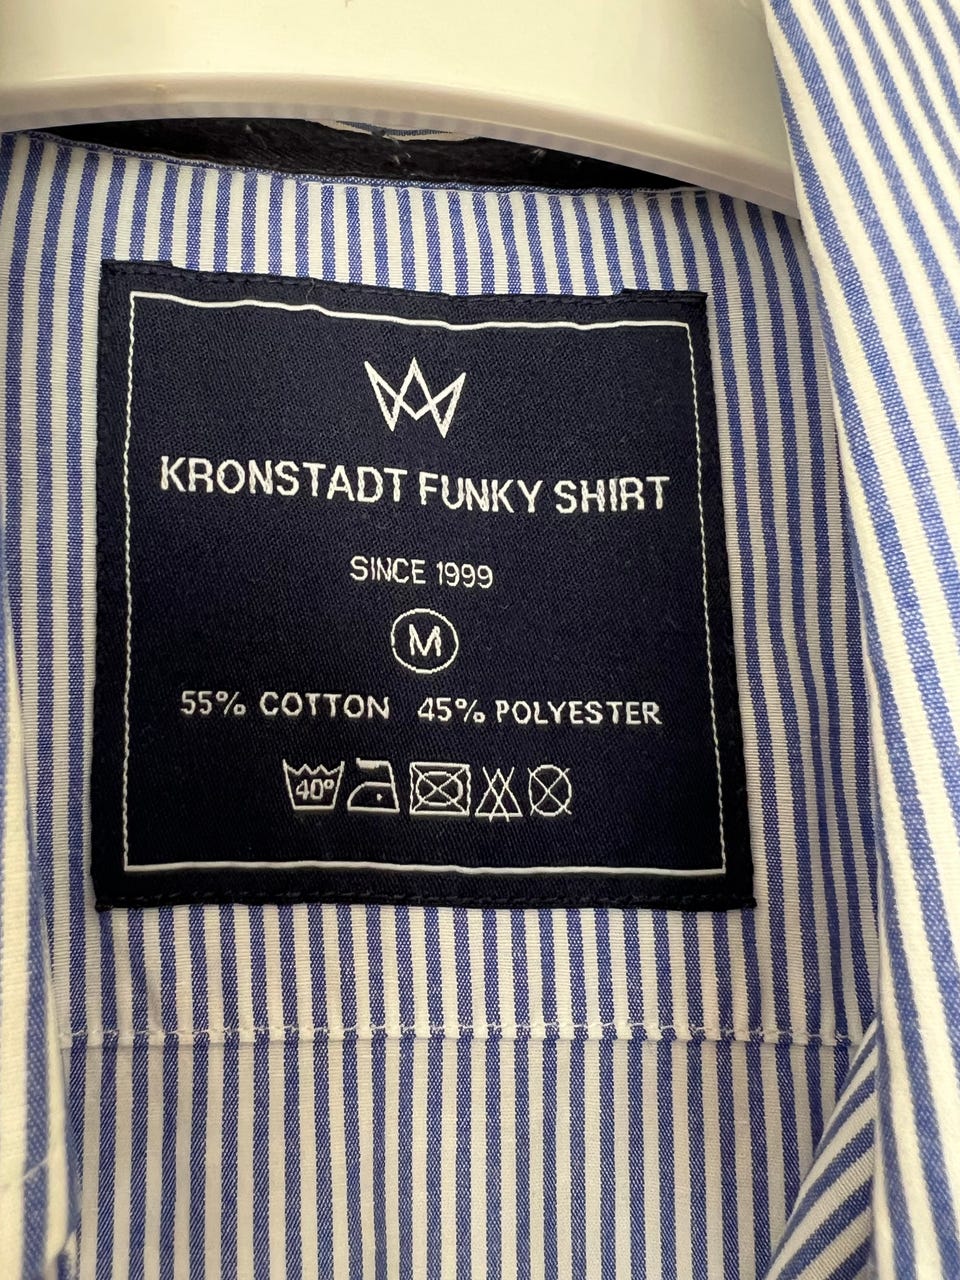 KRONSTADT FUNKY SHIRT
SINCE 1999
M
55% COTTON 45% POLYESTER
40°